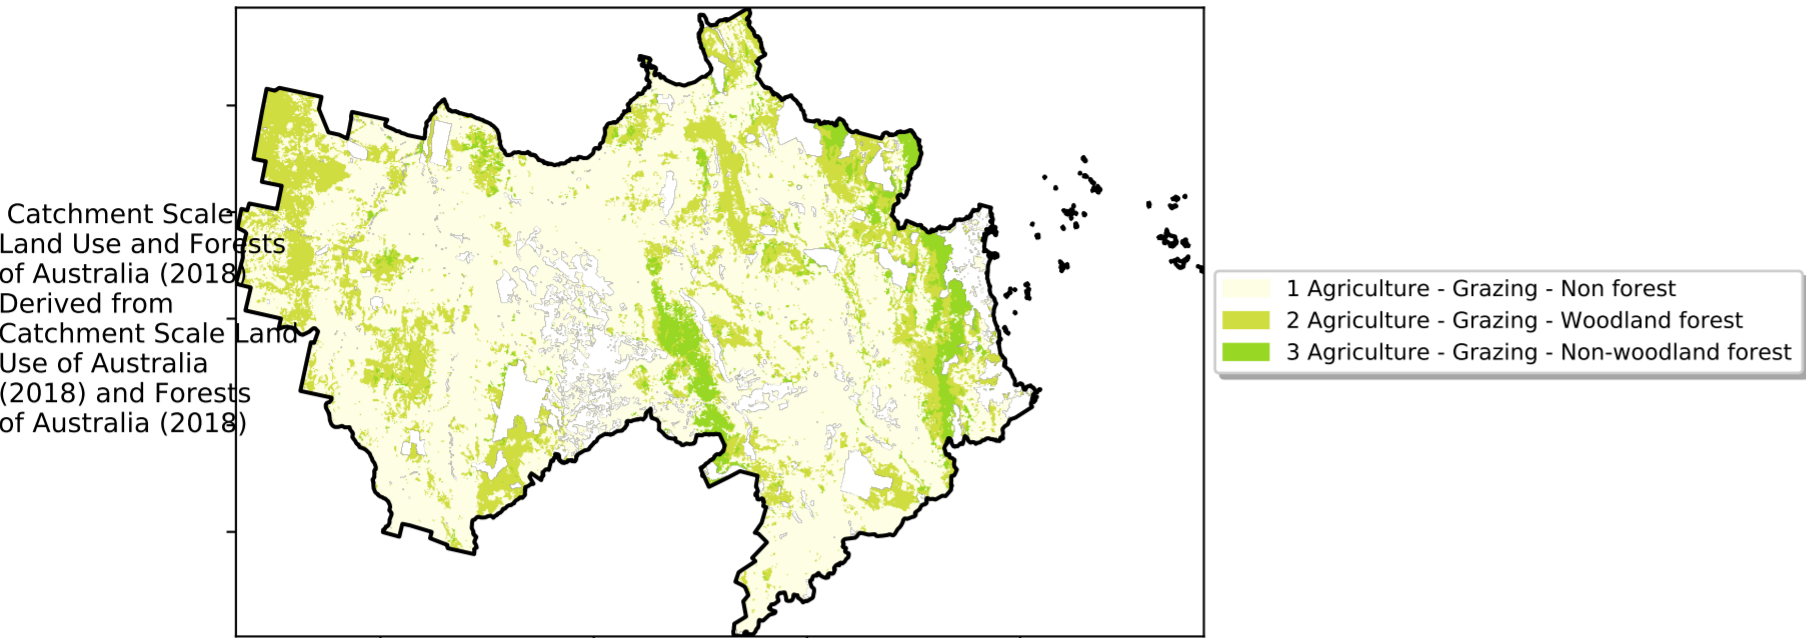 Catchment Scale
Land Use and Forests
of Australia (2018)
Derived from
Catchment Scale Land
Use of Australia
(2018) and Forests
of Australia (2018)
1 Agriculture - Grazing - Non forest
2 Agriculture - Grazing - Woodland forest
3 Agriculture - Grazing - Non-woodland forest